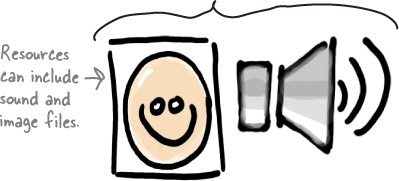 Resources
can include
sound and
image files.